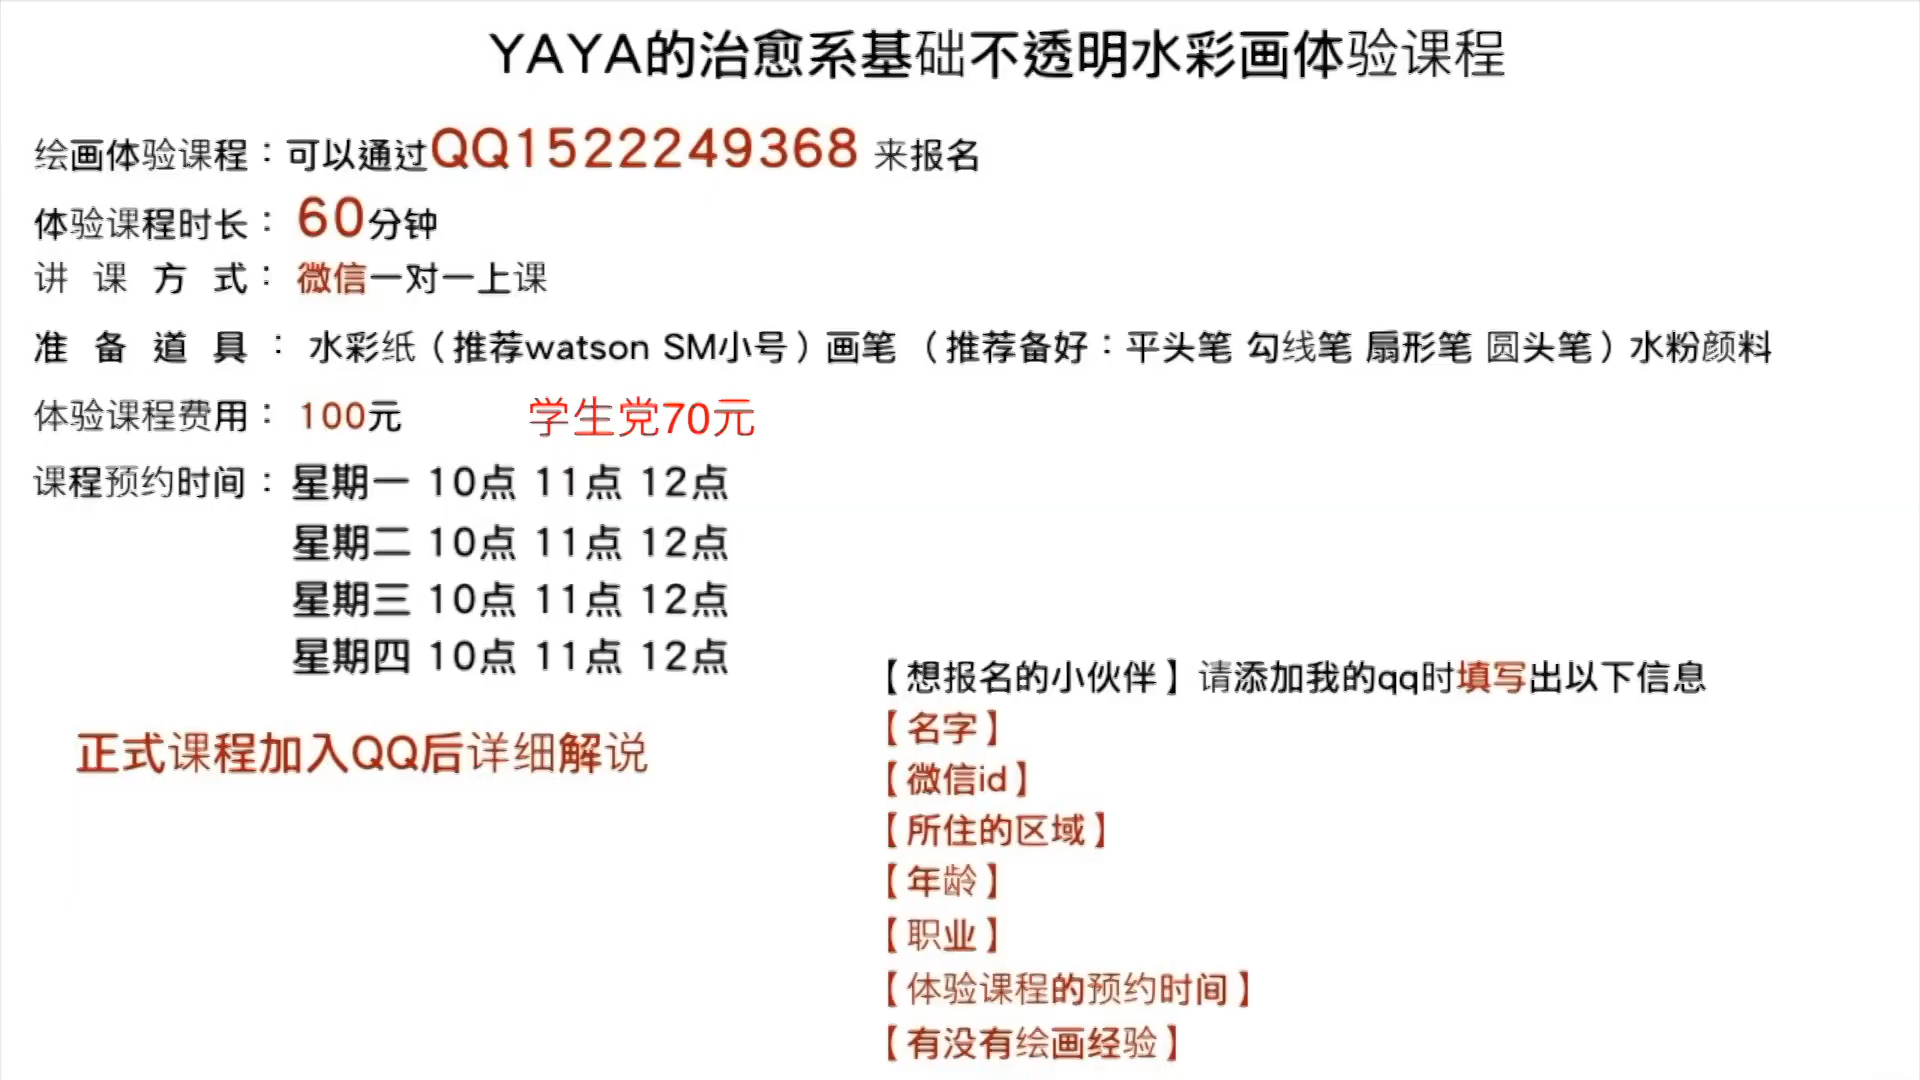 YAYA的治愈系基础不透明水彩画体验课程
绘画体验课程：可以通过QQ1522249368 来报名
体验课程时长： 60分钟
讲 课 方 式： 微信一对一上课
准 备 道 具 ： 水彩纸（推荐watson SM小号）画笔 （推荐备好：平头笔 勾线笔 扇形笔 圆头笔）水粉颜料
体验课程费用： 100元 学生党70元
课程预约时间：星期一 10点 11点 12点
星期二 10点 11点 12点
星期三 10点 11点 12点
星期四 10点 11点 12点
正式课程加入QQ后详细解说
【想报名的小伙伴】请添加我的qq时填写出以下信息
【名字】
【微信id】
【所住的区域】
【年龄】
【职业】
【体验课程的预约时间】
【有没有绘画经验】